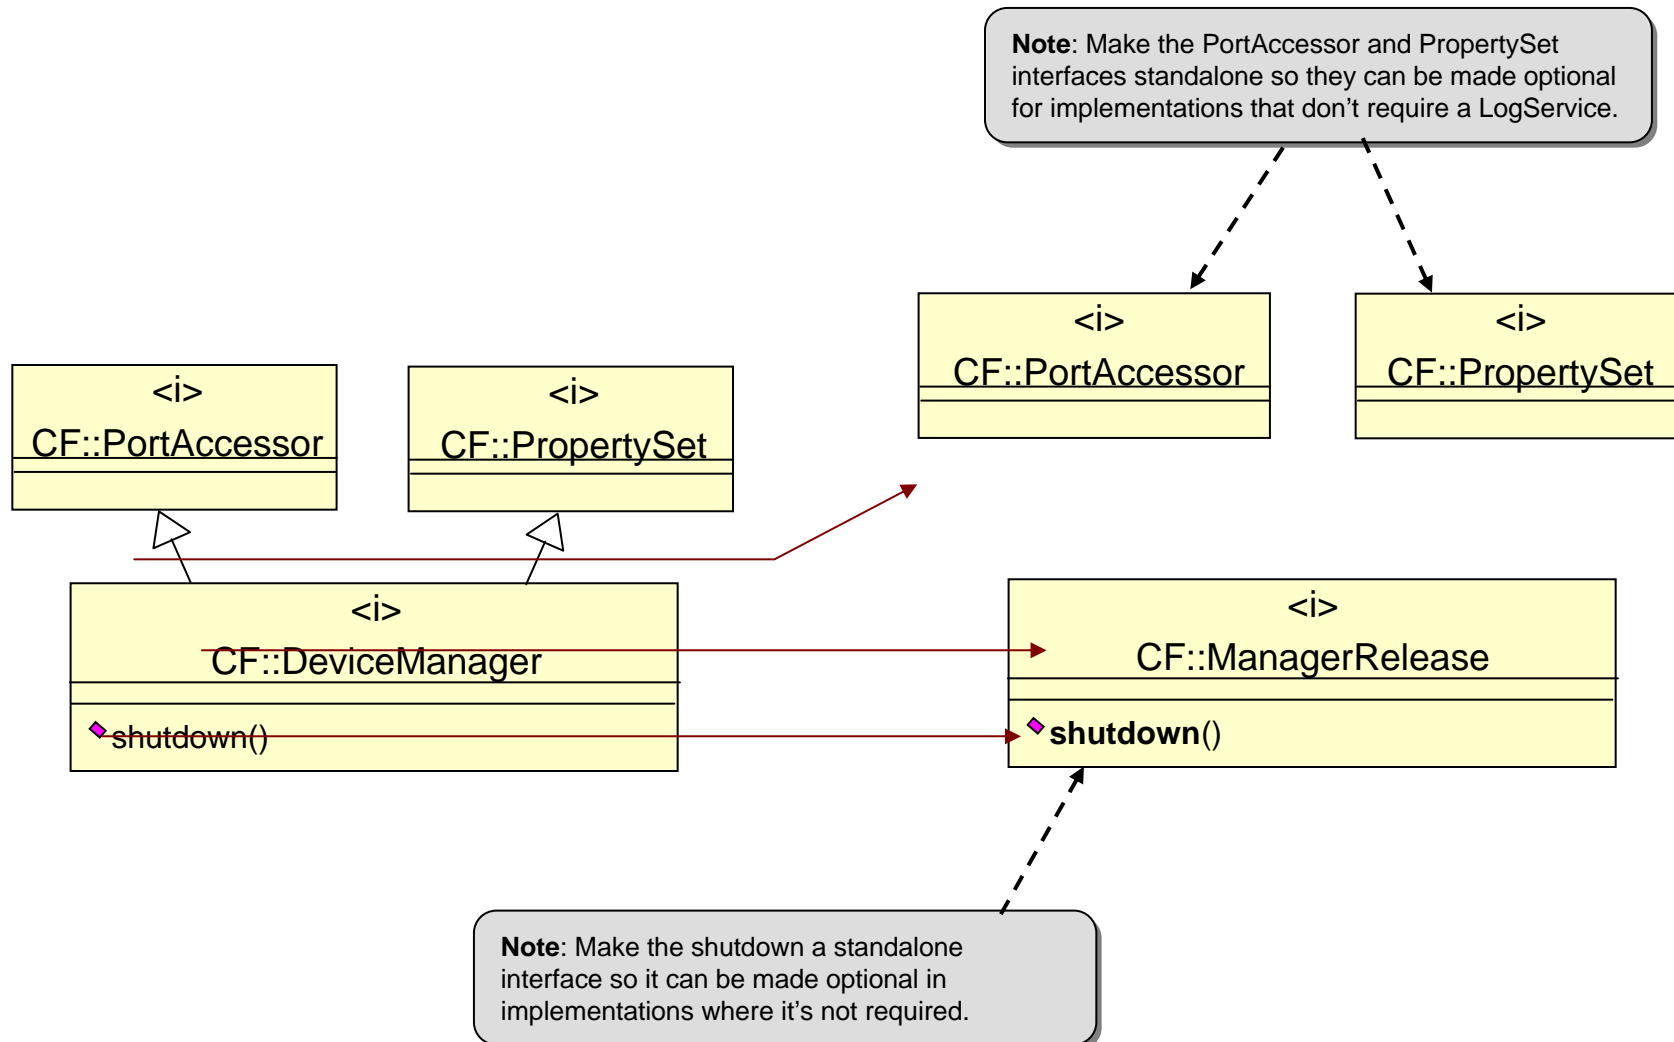 Note: Make the PortAccessor and PropertySet
interfaces standalone so they can be made optional
for implementations that don’t require a LogService.
<i>
CF::PortAccessor
<i>
CF::PropertySet
<i>
CF::PortAccessor
<i>
CF::PropertySet
<i>
CF::DeviceManager
shutdown()
<i>
CF::ManagerRelease
shutdown()
Note: Make the shutdown a standalone
interface so it can be made optional in
implementations where it’s not required.